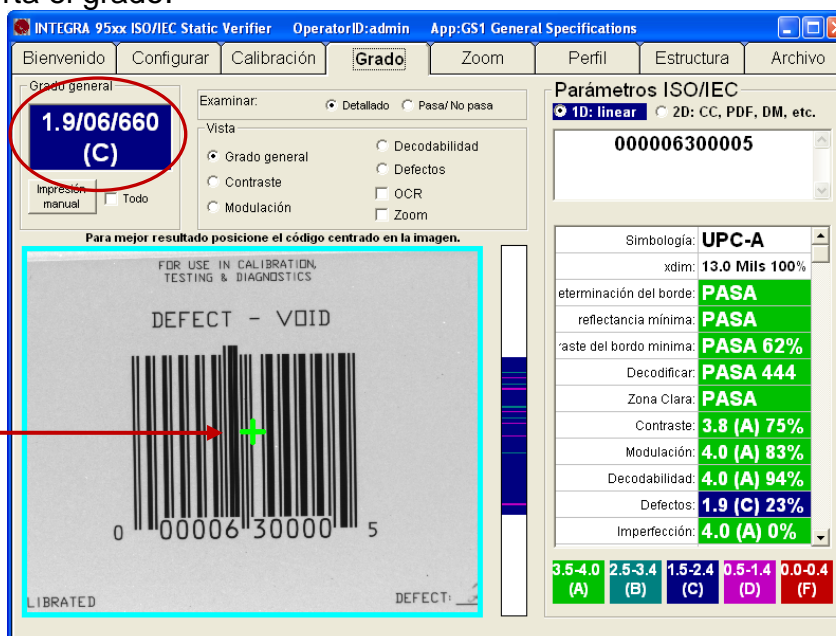 ta el grado.
INTEGRA 95xx ISO/IEC Static Verifier OperatorID:admin App:GS1 General Specifications
Bienvenido Configurar Calibración Grado Zoom Perfil Estructura Archivo
Grado general
1.9/06/660
(C)
Impresión
manual
Todo
Examinar: Detallado Pasa/No pasa
Vista
Grado general
Contraste
Modulación
Decodabilidad
Defectos
OCR
Zoom
Para mejor resultado posicione el código centrado en la imagen.
FOR USE IN CALIBRATION,
TESTING & DIAGNOSTICS
DEFECT - VOID
0 00006 30000 5
LIBRATED DEFECT:
Parámetros ISO/IEC
1D: linear 2D: CC, PDF, DM, etc.
000006300005
Simbología: UPC-A
xdim: 13.0 Mils 100%
eterminación del borde: PASA
reflectancia mínima: PASA
raste del bordo minima: PASA 62%
Decodificar: PASA 444
Zona Clara: PASA
Contraste: 3.8 (A) 75%
Modulación: 4.0 (A) 83%
Decodabilidad: 4.0 (A) 94%
Defectos: 1.9 (C) 23%
Imperfección: 4.0 (A) 0%
3.5-4.0 2.5-3.4 1.5-2.4 0.5-1.4 0.0-0.4
(A) (B) (C) (D) (F)